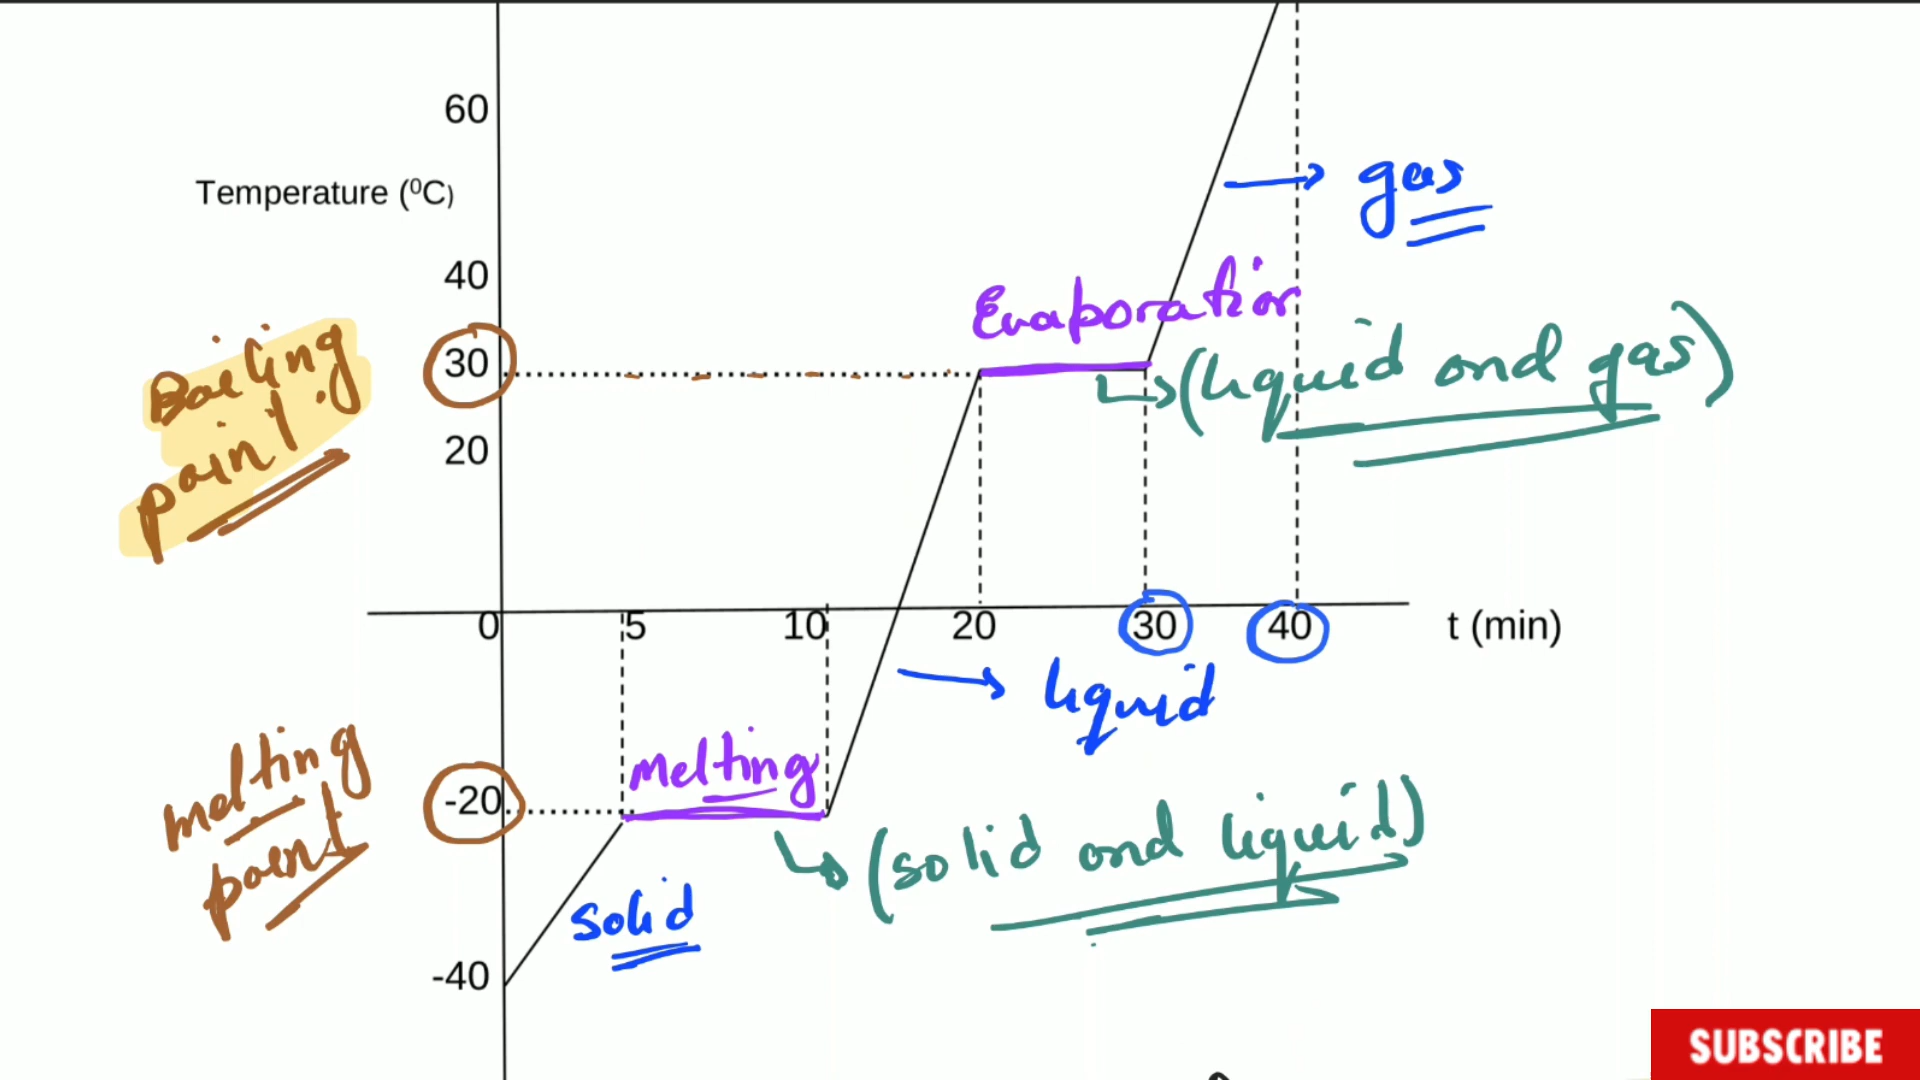 60
Temperature (⁰C)
gas
40
Evaporation
30
Boiling
point
(liquid and gas)
20
0 5 10 20 30 40 t (min)
liquid
melting
-20
melting
point
(solid and liquid)
solid
-40
SUBSCRIBE